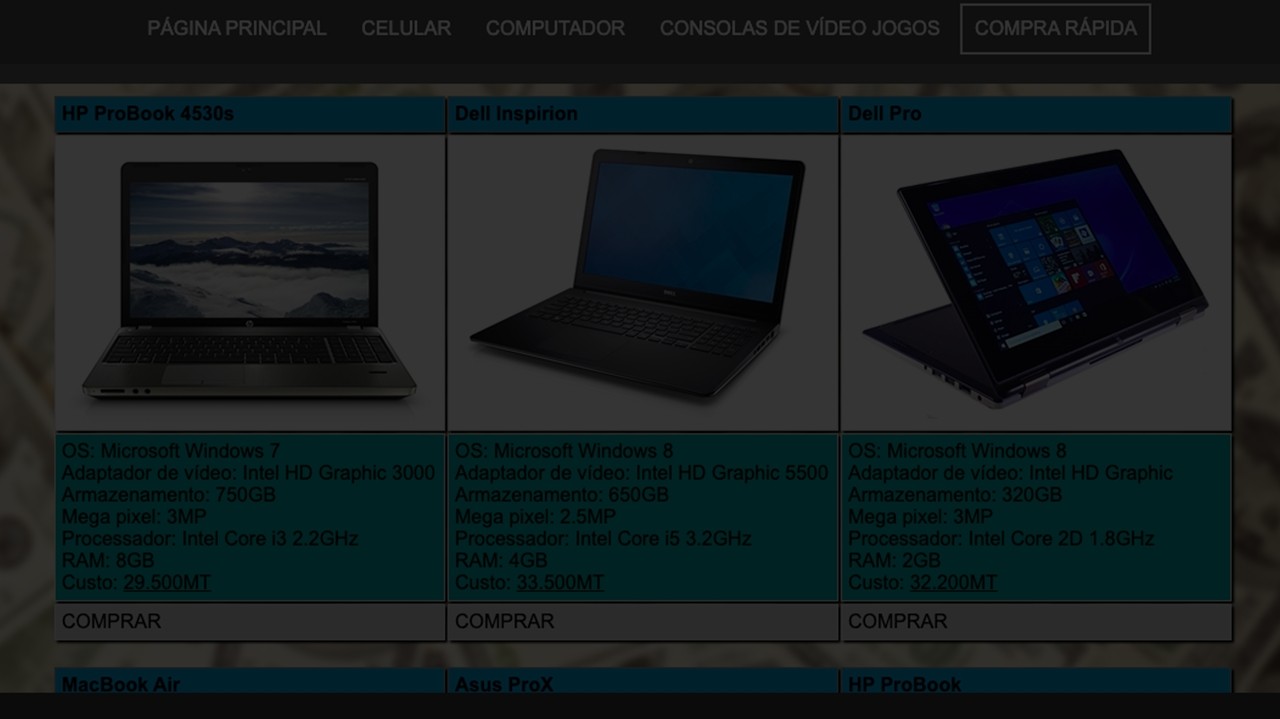 PÁGINA PRINCIPAL CELULAR COMPUTADOR CONSOLAS DE VÍDEO JOGOS COMPRA RÁPIDA
HP ProBook 4530s
Dell Inspirion
Dell Pro
OS: Microsoft Windows 7
Adaptador de vídeo: Intel HD Graphic 3000
Armazenamento: 750GB
Mega pixel: 3MP
Processador: Intel Core i3 2.2GHz
RAM: 8GB
Custo: 29.500MT
OS: Microsoft Windows 8
Adaptador de vídeo: Intel HD Graphic 5500
Armazenamento: 650GB
Mega pixel: 2.5MP
Processador: Intel Core i5 3.2GHz
RAM: 4GB
Custo: 33.500MT
OS: Microsoft Windows 8
Adaptador de vídeo: Intel HD Graphic
Armazenamento: 320GB
Mega pixel: 3MP
Processador: Intel Core 2D 1.8GHz
RAM: 2GB
Custo: 32.200MT
COMPRAR
COMPRAR
COMPRAR
MacBook Air
Asus ProX
HP ProBook